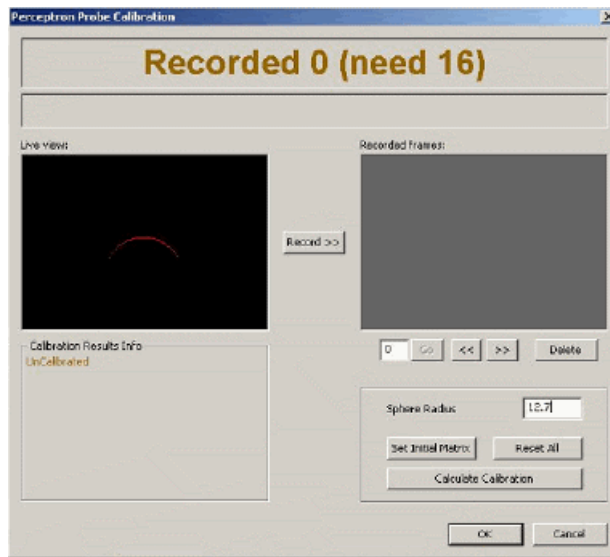 Perceptron Probe Calibration
Recorded 0 (need 16)
Live view:
Recorded frames:
Record >>
Calibration Results Info
UnCalibrated
0
Go
<<
>>
Delete
Sphere Radius
12.7
Set Initial Matrix
Reset All
Calculate Calibration
OK
Cancel